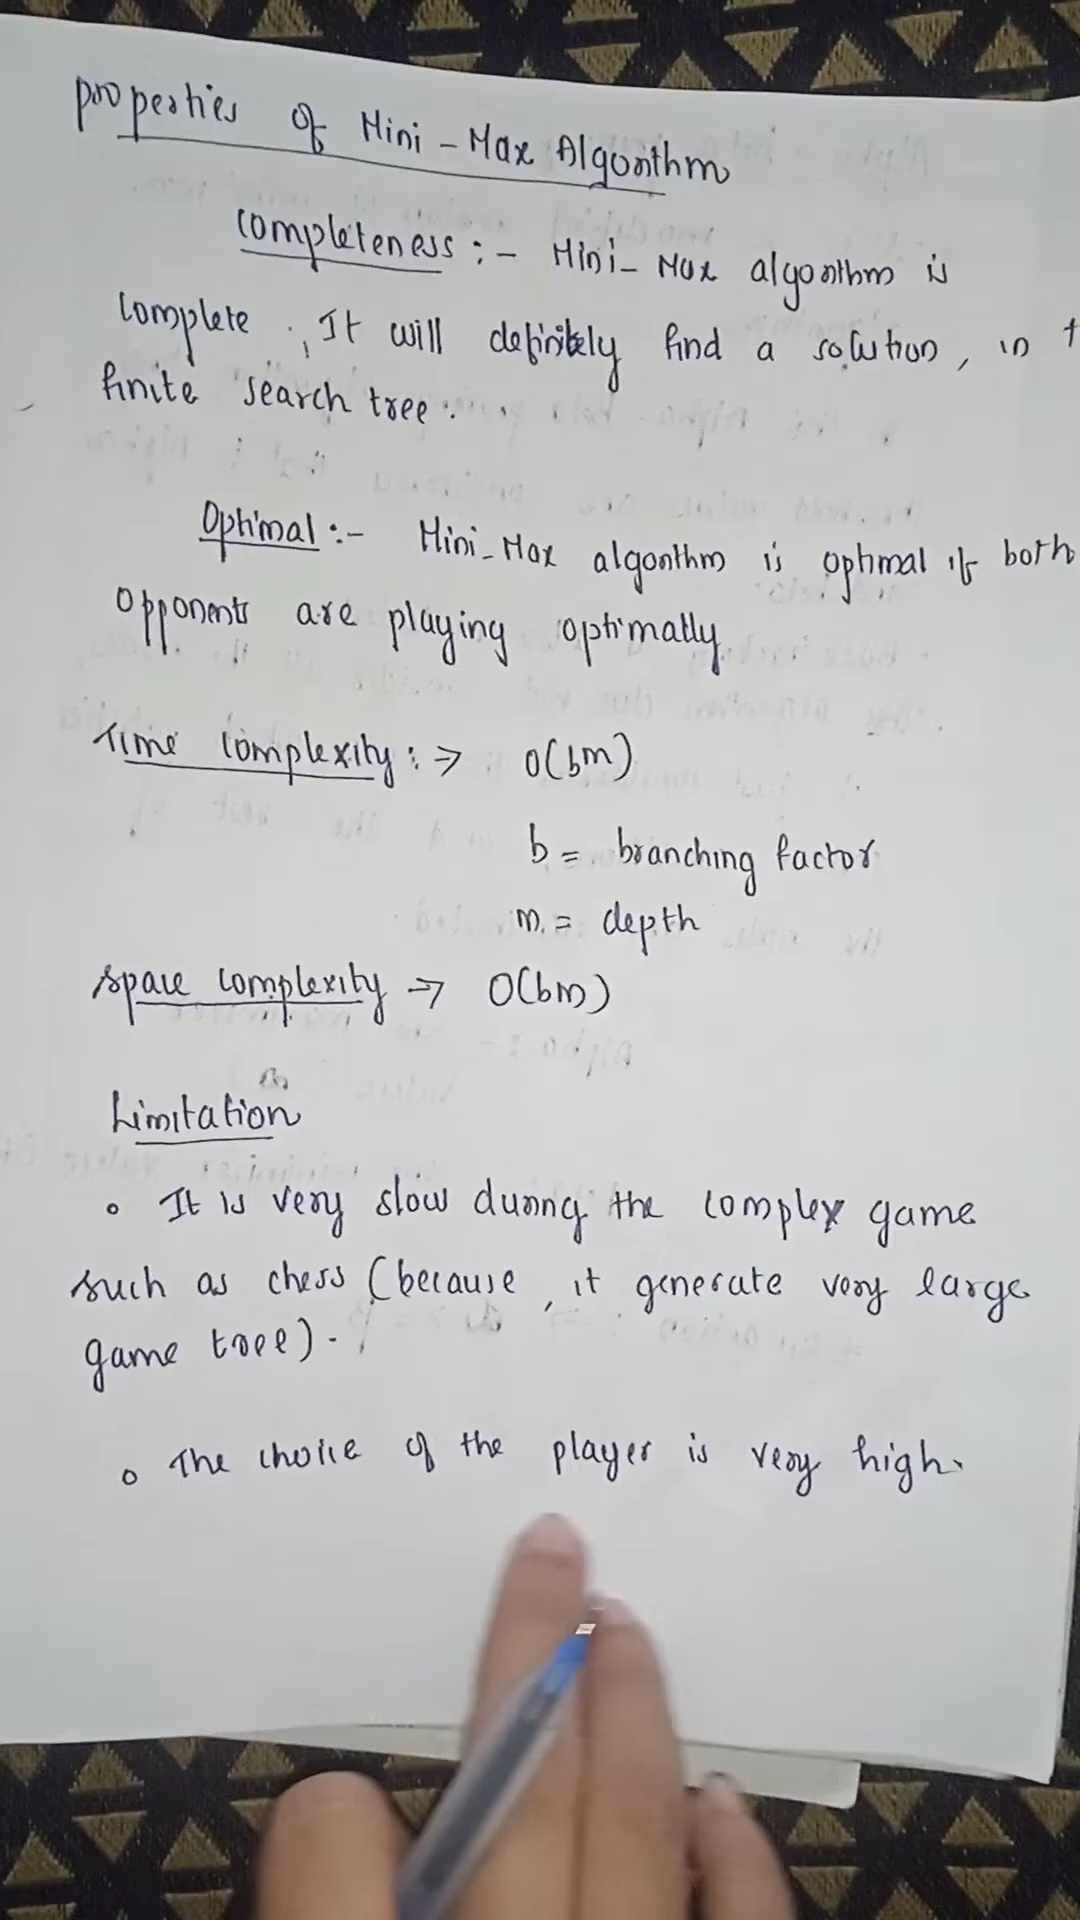 Properties of Mini-Max Algorithm
Completeness :- Mini-Max algorithm is
complete. It will definitely find a solution, in
finite search tree.
Optimal :- Mini-Max algorithm is optimal if both
opponents are playing optimally
Time complexity :→ O(bm)
b = branching factor
m = depth
Space complexity → O(bm)
Limitation
• It is very slow during the complex game
such as chess (because, it generate very large
game tree).
• The choice of the player is very high.